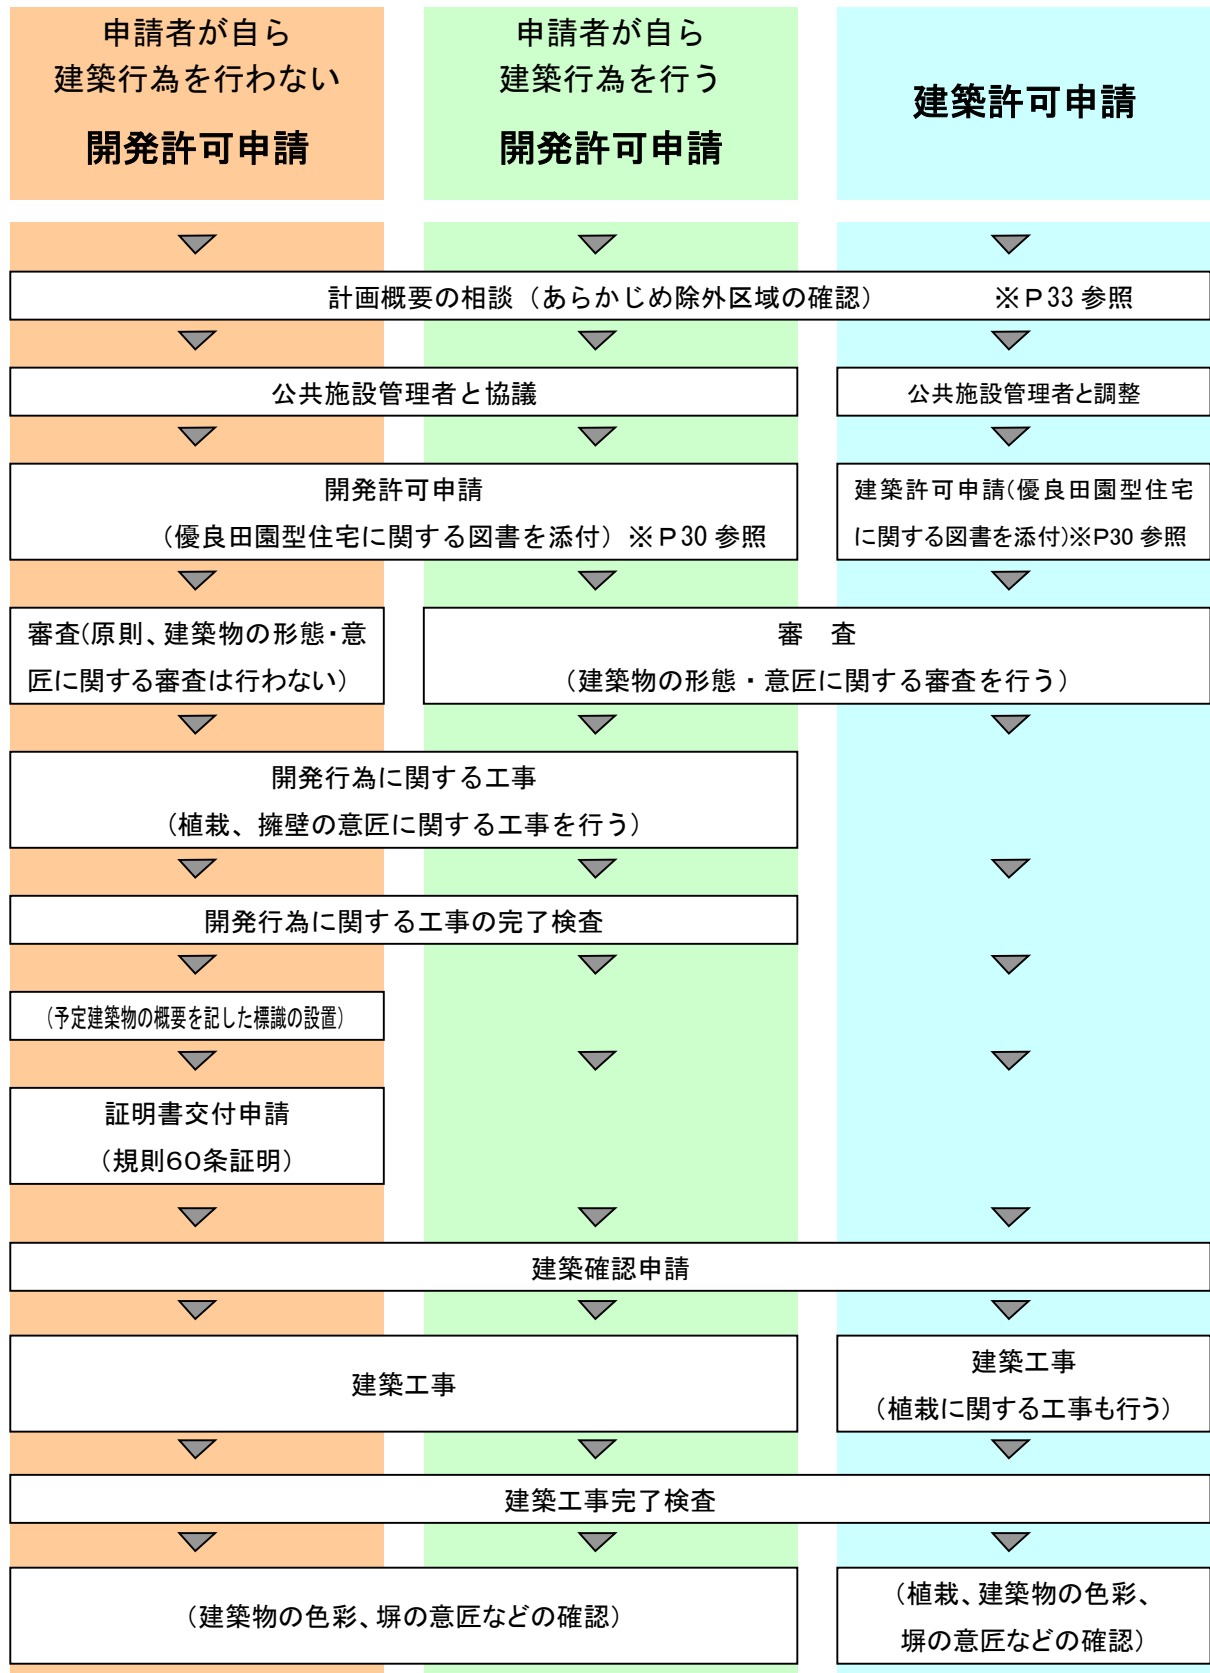 申請者が自ら
建築行為を行わない
開発許可申請
申請者が自ら
建築行為を行う
開発許可申請
建築許可申請
計画概要の相談（あらかじめ除外区域の確認）　※Ｐ33 参照
公共施設管理者と協議
公共施設管理者と調整
開発許可申請
（優良田園型住宅に関する図書を添付）※Ｐ30 参照
建築許可申請(優良田園型住宅
に関する図書を添付)※P30 参照
審査(原則、建築物の形態・意
匠に関する審査は行わない)
審　査
（建築物の形態・意匠に関する審査を行う）
開発行為に関する工事
（植栽、擁壁の意匠に関する工事を行う）
開発行為に関する工事の完了検査
（予定建築物の概要を記した標識の設置）
証明書交付申請
（規則６０条証明）
建築確認申請
建築工事
建築工事
（植栽に関する工事も行う）
建築工事完了検査
（建築物の色彩、塀の意匠などの確認）
（植栽、建築物の色彩、
塀の意匠などの確認）